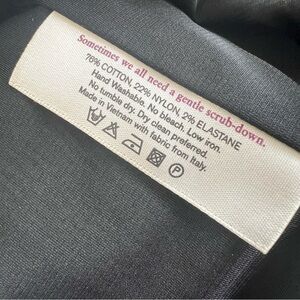 Sometimes we all need a gentle scrub-down.
76% COTTON, 22% NYLON, 2% ELASTANE
Hand Washable. No bleach. Low iron.
No tumble dry. Dry clean preferred.
Made in Vietnam with fabric from Italy.
P